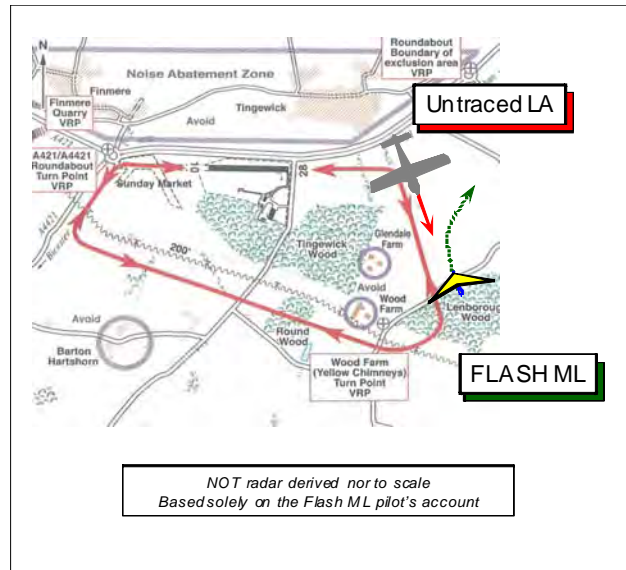 N
Noise Abatement Zone
Roundabout
Boundary of
exclusion area
VRP
Finmere
Finmere
Quarry
VRP
Tingewick
Avoid
Untraced LA
A421
A421/A4421
Roundabout
Turn Point
VRP
Sunday Market
10
28
A4421
Bicester
200'
Tingewick
Wood
Glendale
Farm
Avoid
Wood
Farm
Lenborough
Wood
Avoid
Barton
Hartshorn
Round
Wood
Wood Farm
(Yellow Chimneys)
Turn Point
VRP
FLASH ML
NOT radar derived nor to scale
Based solely on the Flash ML pilot's account